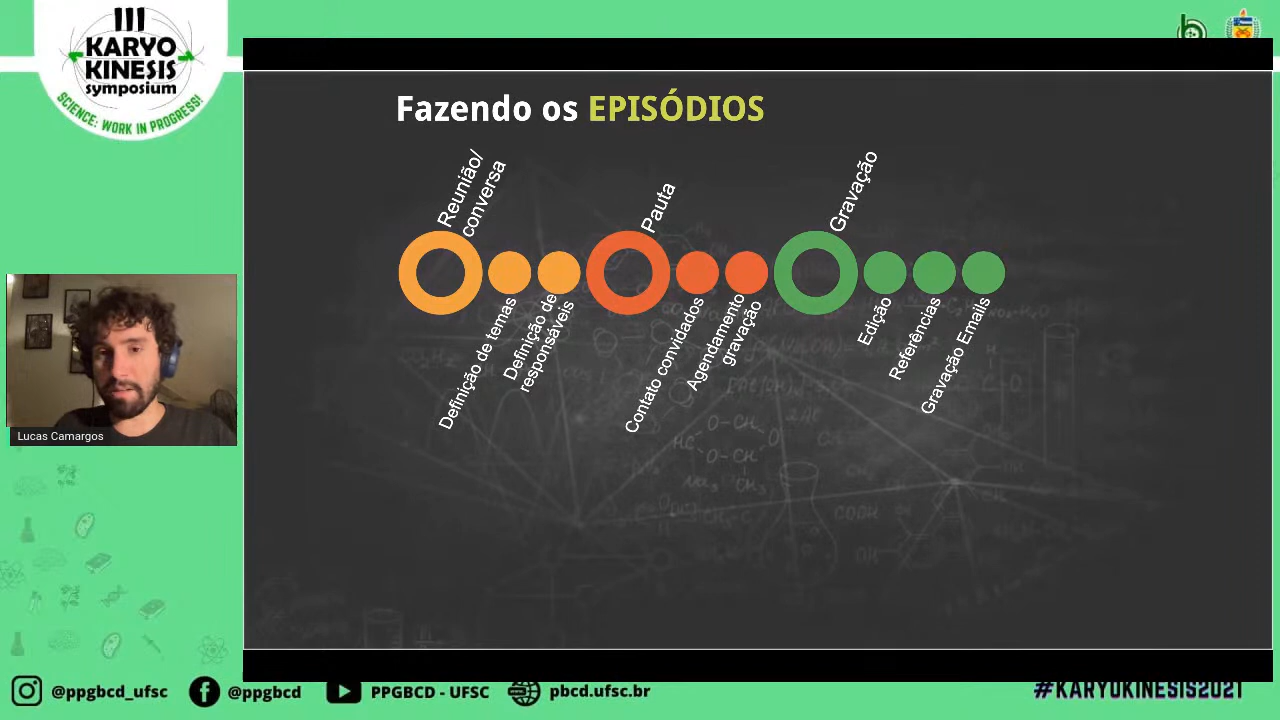 III
KARYO
KINESIS
symposium
SCIENCE: WORK IN PROGRESS!
Fazendo os EPISÓDIOS
Reunião/
conversa
Pauta
Gravação
Definição de temas
Definição de
responsáveis
Contato convidados
Agendamento
gravação
Edição
Referências
Gravação Emails
Lucas Camargos
@ppgbcd_ufsc
@ppgbcd
PPGBCD - UFSC
pbcd.ufsc.br
#KARYOKINESIS2021